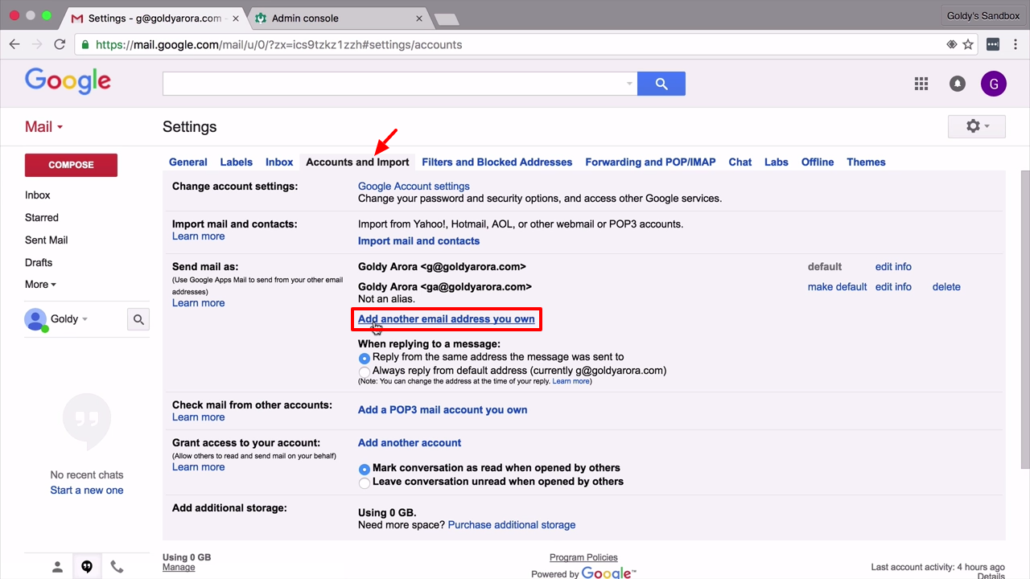 Settings - g@goldyarora.com
Admin console
Goldy's Sandbox
https://mail.google.com/mail/u/0/?zx=ics9tzkz1zzh#settings/accounts
Google
G
Mail
Settings
General Labels Inbox Accounts and Import Filters and Blocked Addresses Forwarding and POP/IMAP Chat Labs Offline Themes
COMPOSE
Inbox
Starred
Sent Mail
Drafts
More
Goldy
No recent chats
Start a new one
Change account settings:
Google Account settings
Change your password and security options, and access other Google services.
Import mail and contacts:
Learn more
Import from Yahoo!, Hotmail, AOL, or other webmail or POP3 accounts.
Import mail and contacts
Send mail as:
(Use Google Apps Mail to send from your other email
addresses)
Learn more
Goldy Arora <g@goldyarora.com> default edit info
Goldy Arora <ga@goldyarora.com> make default edit info delete
Not an alias.
Add another email address you own
When replying to a message:
Reply from the same address the message was sent to
Always reply from default address (currently g@goldyarora.com)
(Note: You can change the address at the time of your reply. Learn more)
Check mail from other accounts:
Learn more
Add a POP3 mail account you own
Grant access to your account:
(Allow others to read and send mail on your behalf)
Learn more
Add another account
Mark conversation as read when opened by others
Leave conversation unread when opened by others
Add additional storage:
Using 0 GB.
Need more space? Purchase additional storage
Using 0 GB
Manage
Program Policies
Powered by Google™
Last account activity: 4 hours ago
Details